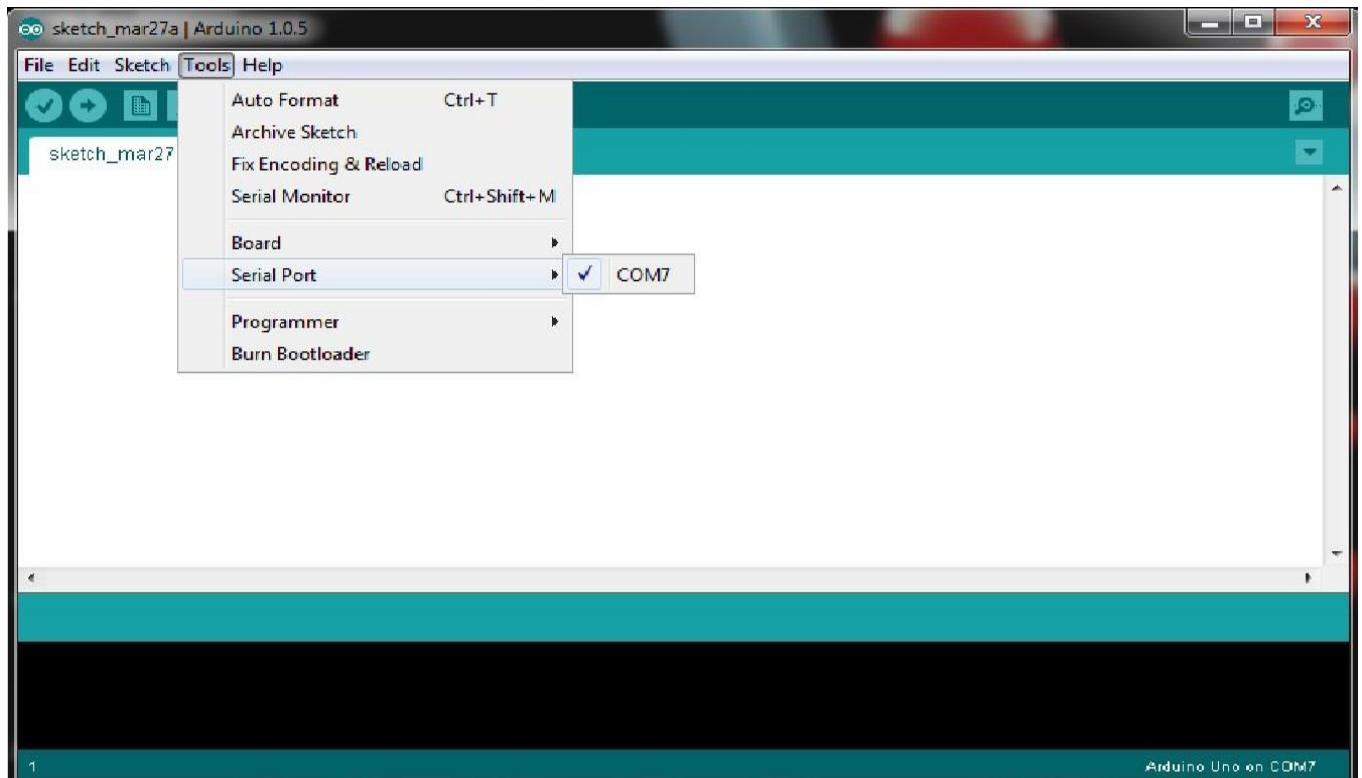 sketch_mar27a | Arduino 1.0.5
File Edit Sketch Tools Help
Auto Format Ctrl+T
Archive Sketch
sketch_mar27
Fix Encoding & Reload
Serial Monitor Ctrl+Shift+M
Board
Serial Port COM7
Programmer
Burn Bootloader
1 Arduino Uno on COM7